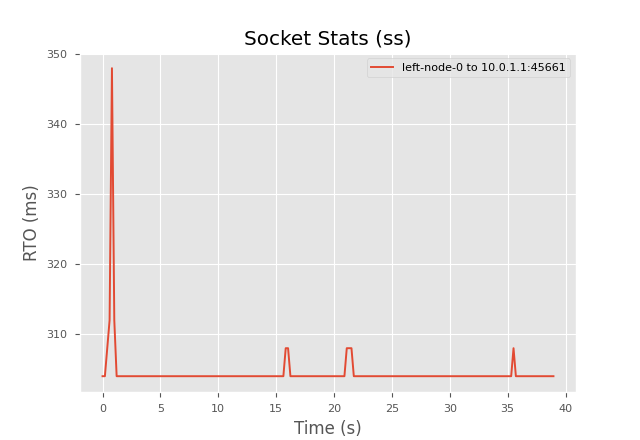 Socket Stats (ss)
left-node-0 to 10.0.1.1:45661
RTO (ms)
350
340
330
320
310
0 5 10 15 20 25 30 35 40
Time (s)